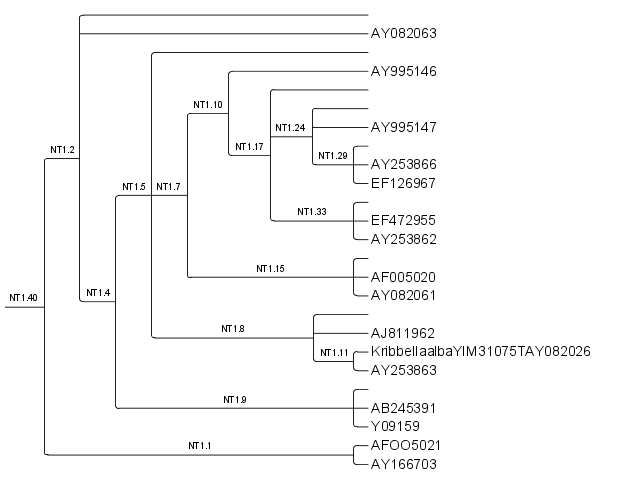 AY082063
AY995146
NT1.10
AY995147
NT1.24
NT1.2
NT1.17
NT1.29
AY253866
EF126967
NT1.5
NT1.7
NT1.33
EF472955
AY253862
NT1.15
AF005020
NT1.4
AY082061
NT1.40
NT1.8
AJ811962
NT1.11
KribbellaalbaYIM31075TAY082026
AY253863
NT1.9
AB245391
Y09159
NT1.1
AFOO5021
AY166703